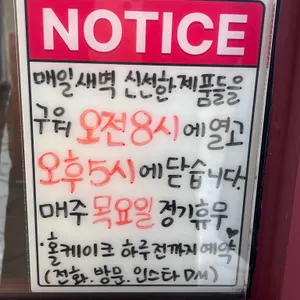 NOTICE
매일 새벽 신선한 제품들을
구워 오전8시에 열고
오후5시에 닫습니다.
매주 목요일 정기휴무
·홀케이크 하루전까지 예약♥
(전화.방문.인스타DM)